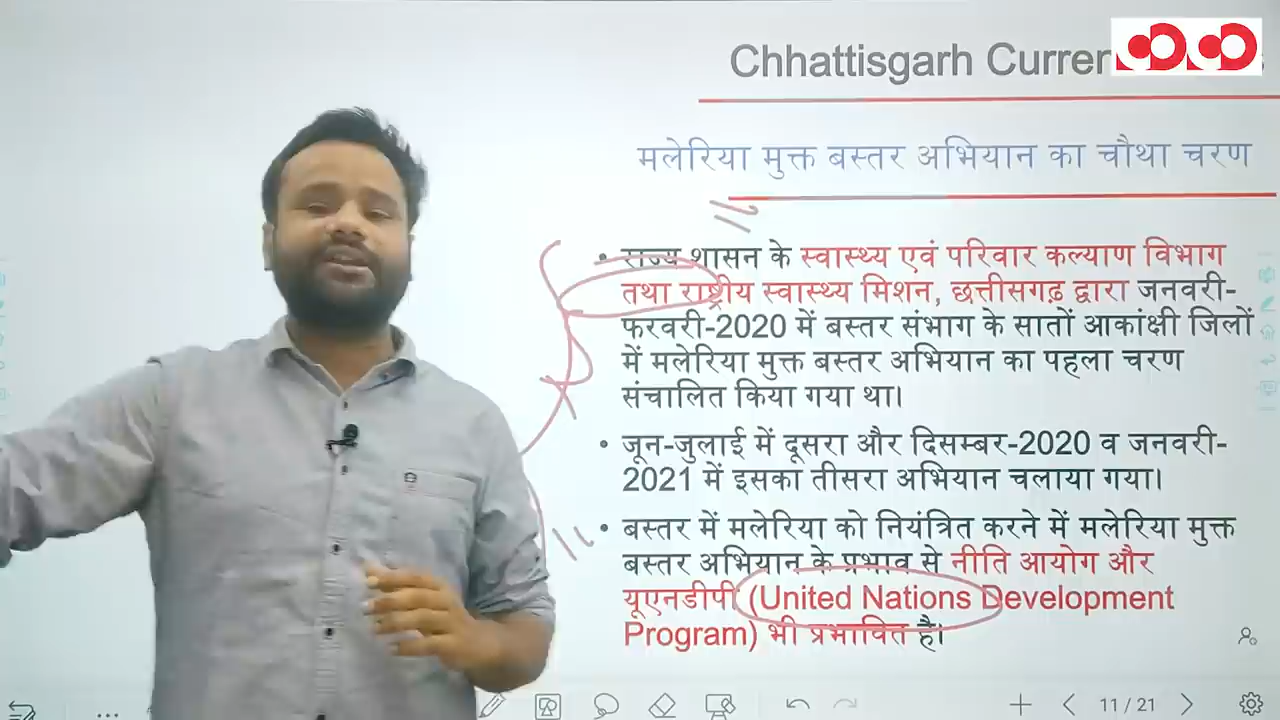 Chhattisgarh Curren
मलेरिया मुक्त बस्तर अभियान का चौथा चरण
• राज्य शासन के स्वास्थ्य एवं परिवार कल्याण विभाग
तथा राष्ट्रीय स्वास्थ्य मिशन, छत्तीसगढ़ द्वारा जनवरी-
फरवरी-2020 में बस्तर संभाग के सातों आकांक्षी जिलों
में मलेरिया मुक्त बस्तर अभियान का पहला चरण
संचालित किया गया था।
• जून-जुलाई में दूसरा और दिसम्बर-2020 व जनवरी-
2021 में इसका तीसरा अभियान चलाया गया।
• बस्तर में मलेरिया को नियंत्रित करने में मलेरिया मुक्त
बस्तर अभियान के प्रभाव से नीति आयोग और
यूएनडीपी (United Nations Development
Program) भी प्रभावित है।
11 / 21